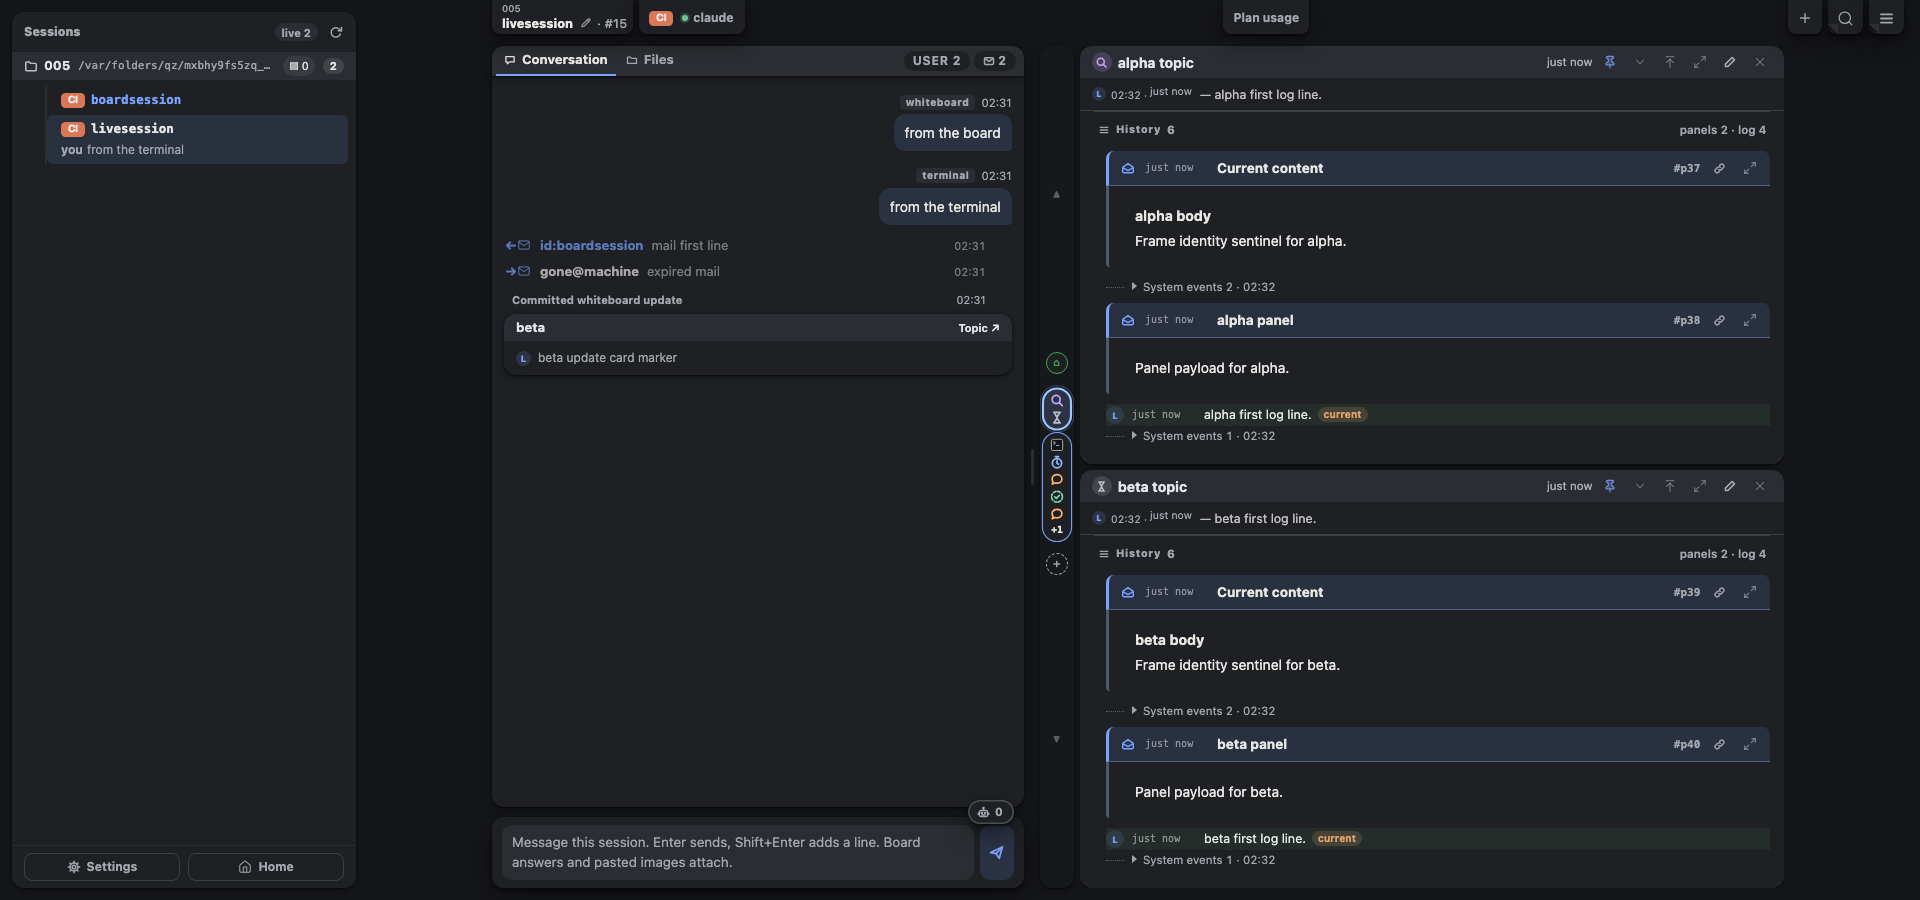 Sessions
live 2
005 /var/folders/qz/mxbhy9fs5zq_… 0 2
CI boardsession
CI livesession
you from the terminal
Settings
Home
005
livesession · #15
CI claude
Plan usage
Conversation
Files
USER 2
2
whiteboard 02:31
from the board
terminal 02:31
from the terminal
id:boardsession mail first line 02:31
gone@machine expired mail 02:31
Committed whiteboard update 02:31
beta Topic ↗
L beta update card marker
0
Message this session. Enter sends, Shift+Enter adds a line. Board
answers and pasted images attach.
+1
alpha topic just now
L 02:32 · just now — alpha first log line.
History 6 panels 2 · log 4
just now Current content #p37
alpha body
Frame identity sentinel for alpha.
System events 2 · 02:32
just now alpha panel #p38
Panel payload for alpha.
L just now alpha first log line. current
System events 1 · 02:32
beta topic just now
L 02:32 · just now — beta first log line.
History 6 panels 2 · log 4
just now Current content #p39
beta body
Frame identity sentinel for beta.
System events 2 · 02:32
just now beta panel #p40
Panel payload for beta.
L just now beta first log line. current
System events 1 · 02:32